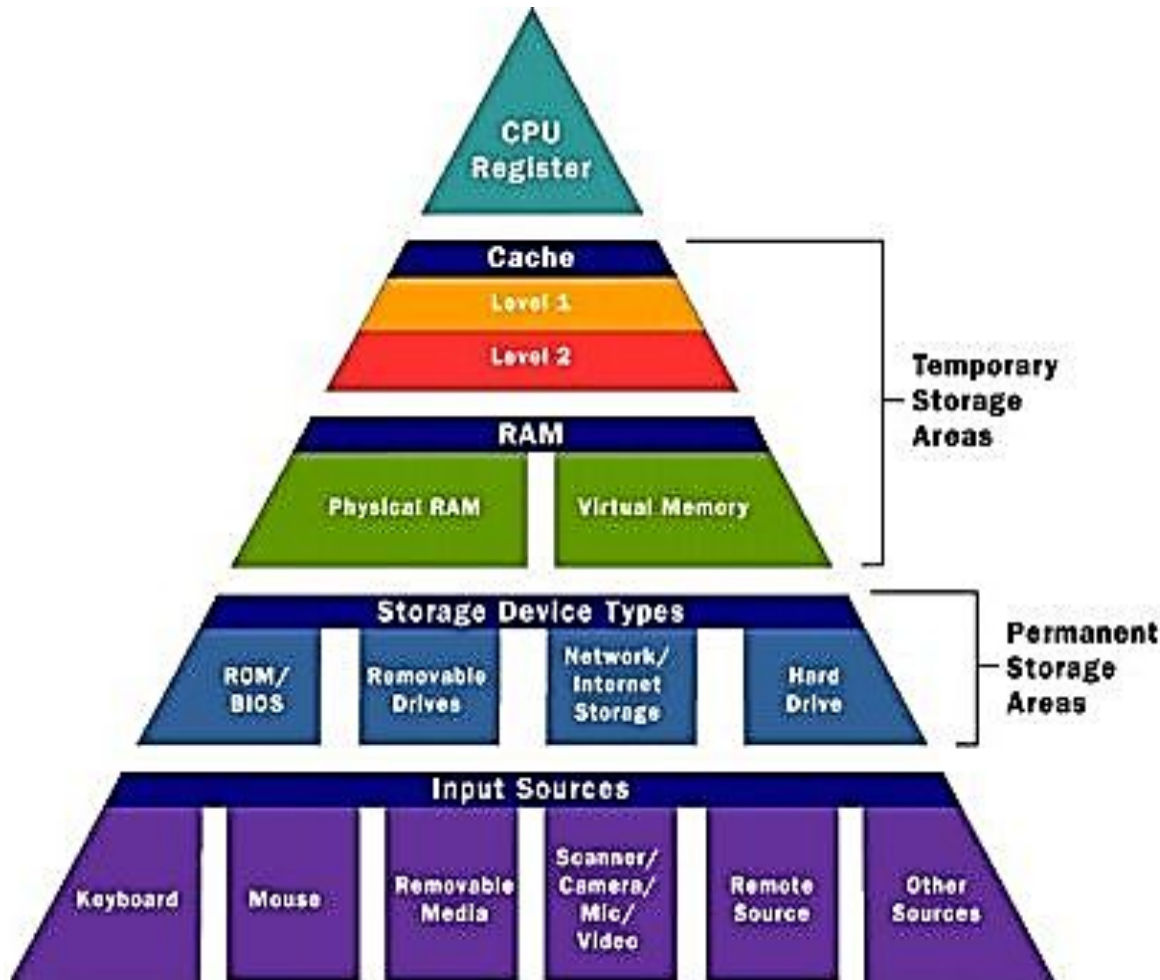 CPU
Register
Cache
Level 1
Level 2
Temporary
Storage
Areas
RAM
Physical RAM
Virtual Memory
Storage Device Types
ROM/
BIOS
Removable
Drives
Network/
Internet
Storage
Hard
Drive
Permanent
Storage
Areas
Input Sources
Keyboard
Mouse
Removable
Media
Scanner/
Camera/
Mic/
Video
Remote
Source
Other
Sources